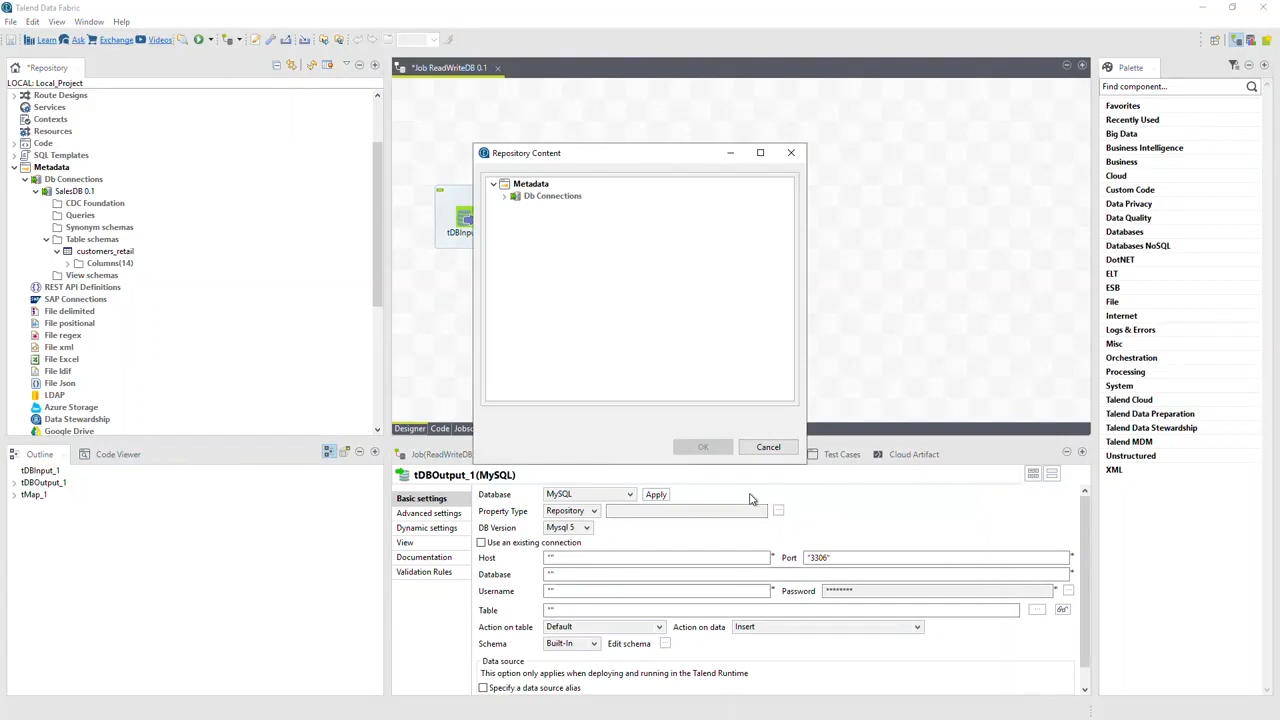 Talend Data Fabric
File Edit View Window Help
Learn Ask Exchange Videos
*Repository
LOCAL: Local_Project
Route Designs
Services
Contexts
Resources
Code
SQL Templates
Metadata
Db Connections
SalesDB 0.1
CDC Foundation
Queries
Synonym schemas
Table schemas
customers_retail
Columns(14)
View schemas
REST API Definitions
SAP Connections
File delimited
File positional
File regex
File xml
File Excel
File ldif
File Json
LDAP
Azure Storage
Data Stewardship
Google Drive
Outline Code Viewer
tDBInput_1
tDBOutput_1
tMap_1
*Job ReadWriteDB 0.1
tDBInpu
Repository Content
Metadata
Db Connections
OK Cancel
Designer Code Jobsc
Job(ReadWriteD Test Cases Cloud Artifact
tDBOutput_1(MySQL)
Basic settings
Advanced settings
Dynamic settings
View
Documentation
Validation Rules
Database MySQL Apply
Property Type Repository
DB Version Mysql 5
Use an existing connection
Host "" * Port "3306" *
Database "" *
Username "" * Password ******** *
Table ""
Action on table Default Action on data Insert
Schema Built-In Edit schema
Data source
This option only applies when deploying and running in the Talend Runtime
Specify a data source alias
Palette
Find component...
Favorites
Recently Used
Big Data
Business Intelligence
Business
Cloud
Custom Code
Data Privacy
Data Quality
Databases
Databases NoSQL
DotNET
ELT
ESB
File
Internet
Logs & Errors
Misc
Orchestration
Processing
System
Talend Cloud
Talend Data Preparation
Talend Data Stewardship
Talend MDM
Unstructured
XML